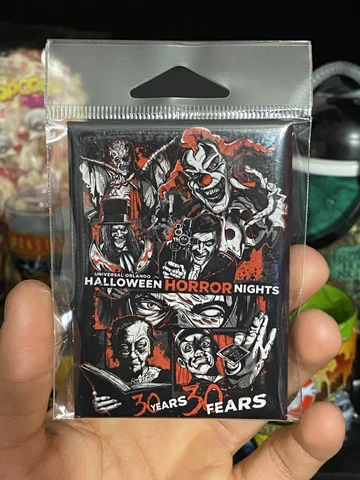 UNIVERSAL ORLANDO
HALLOWEEN HORROR NIGHTS
30 YEARS 30 FEARS